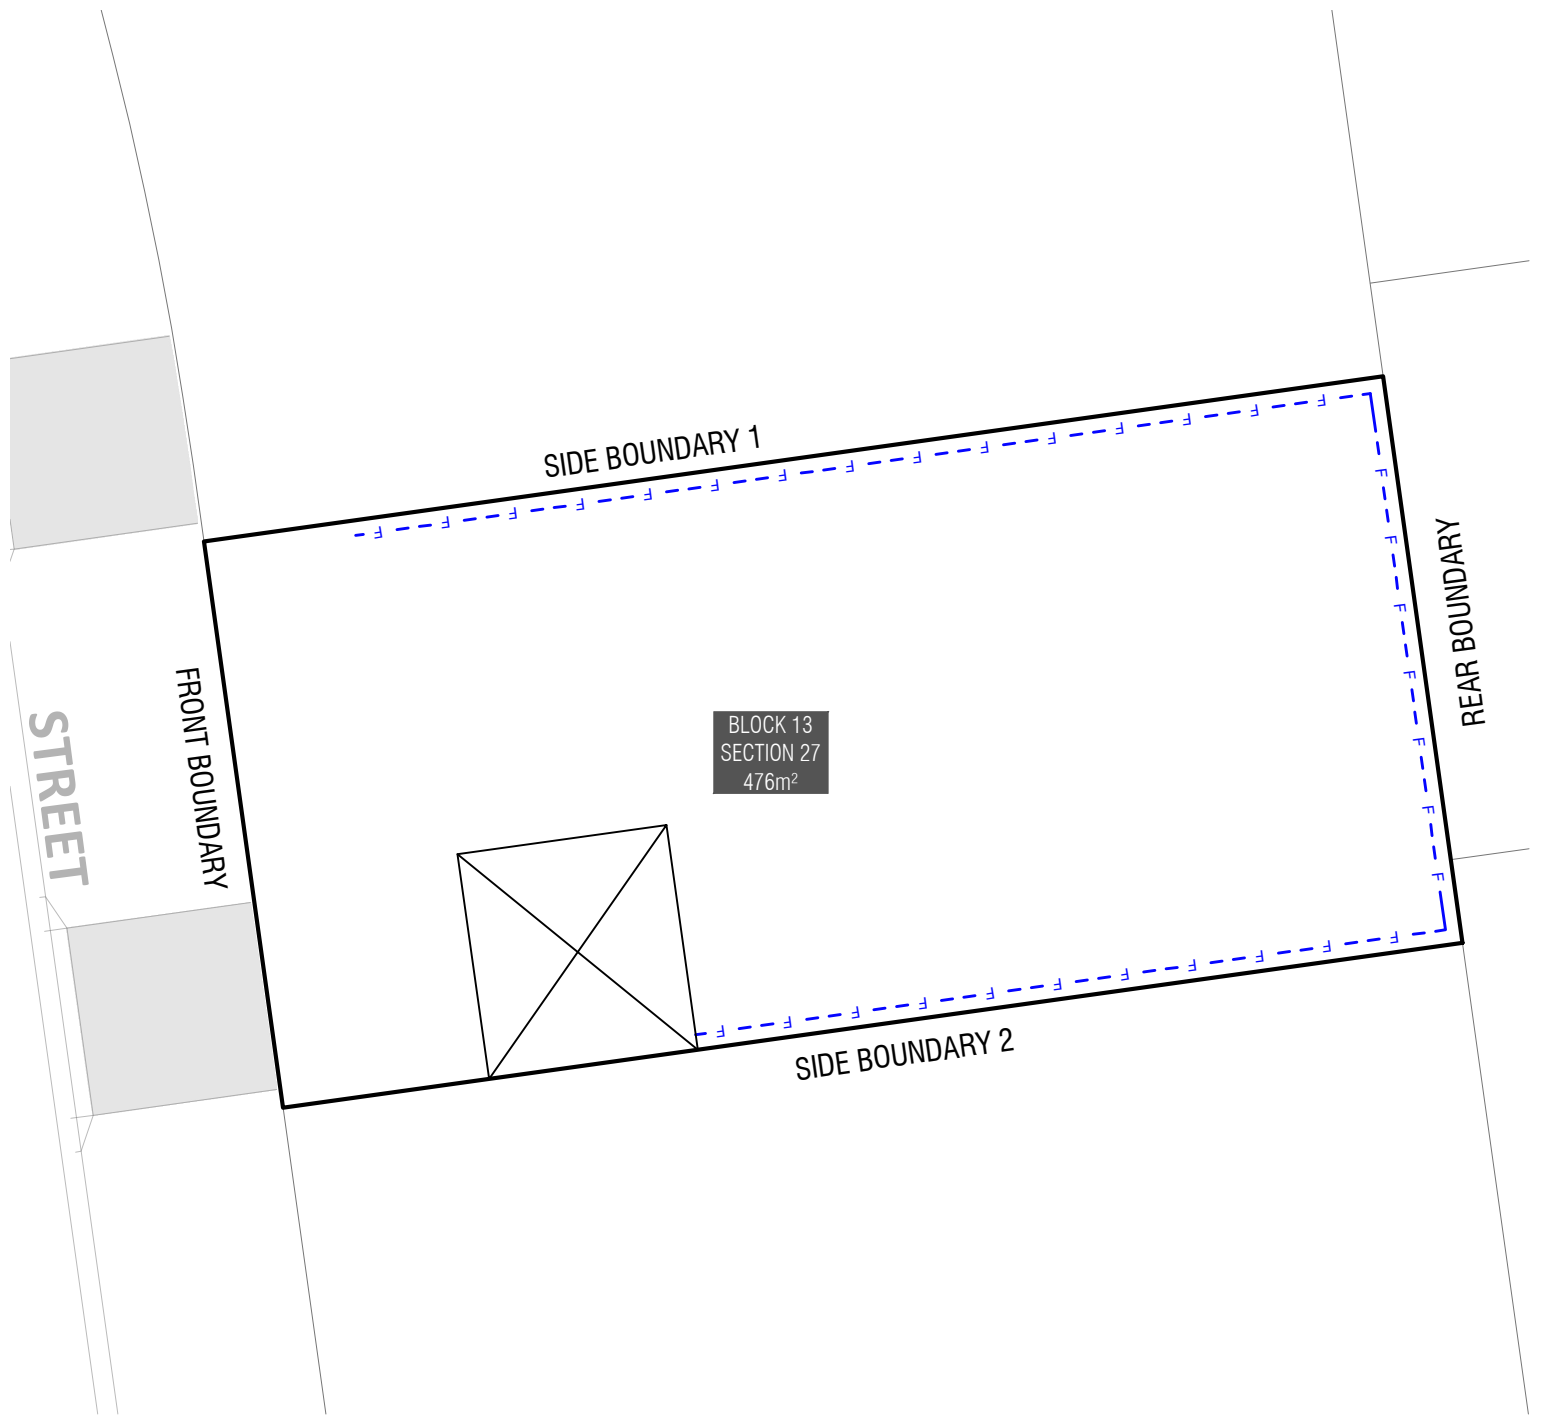 SIDE BOUNDARY 1
REAR BOUNDARY
FRONT BOUNDARY
STREET
BLOCK 13
SECTION 27
476m²
SIDE BOUNDARY 2
F F F F F F F F F F F F F F F
F F F F F F F
F F F F F F F F F F F